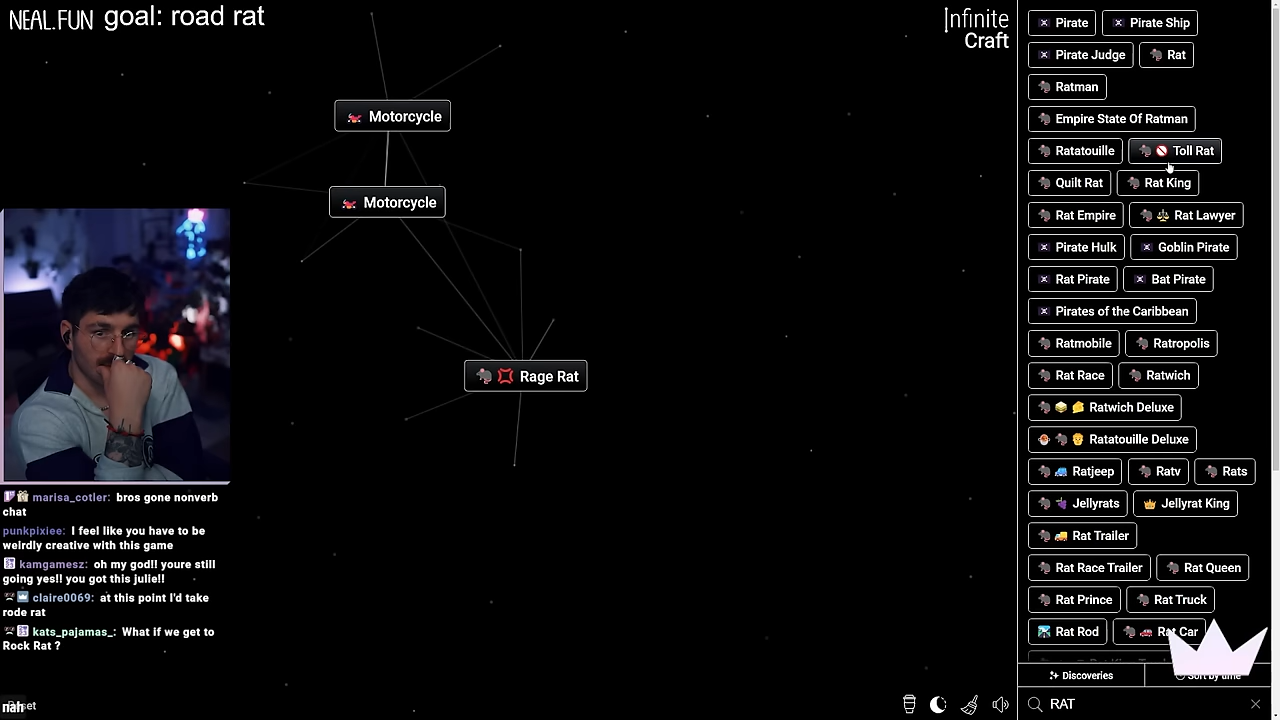 NEAL.FUN goal: road rat
Infinite
Craft
Motorcycle
Motorcycle
Rage Rat
marisa_cotler: bros gone nonverb
chat
punkpixiee: I feel like you have to be
weirdly creative with this game
kamgamesz: oh my god!! youre still
going yes!! you got this julie!!
claire0069: at this point I'd take
rode rat
kats_pajamas_: What if we get to
Rock Rat ?
nah
Pirate Pirate Ship
Pirate Judge Rat
Ratman
Empire State Of Ratman
Ratatouille Toll Rat
Quilt Rat Rat King
Rat Empire Rat Lawyer
Pirate Hulk Goblin Pirate
Rat Pirate Bat Pirate
Pirates of the Caribbean
Ratmobile Ratropolis
Rat Race Ratwich
Ratwich Deluxe
Ratatouille Deluxe
Ratjeep Ratv Rats
Jellyrats Jellyrat King
Rat Trailer
Rat Race Trailer Rat Queen
Rat Prince Rat Truck
Rat Rod Rat Car
Discoveries Sort by time
RAT